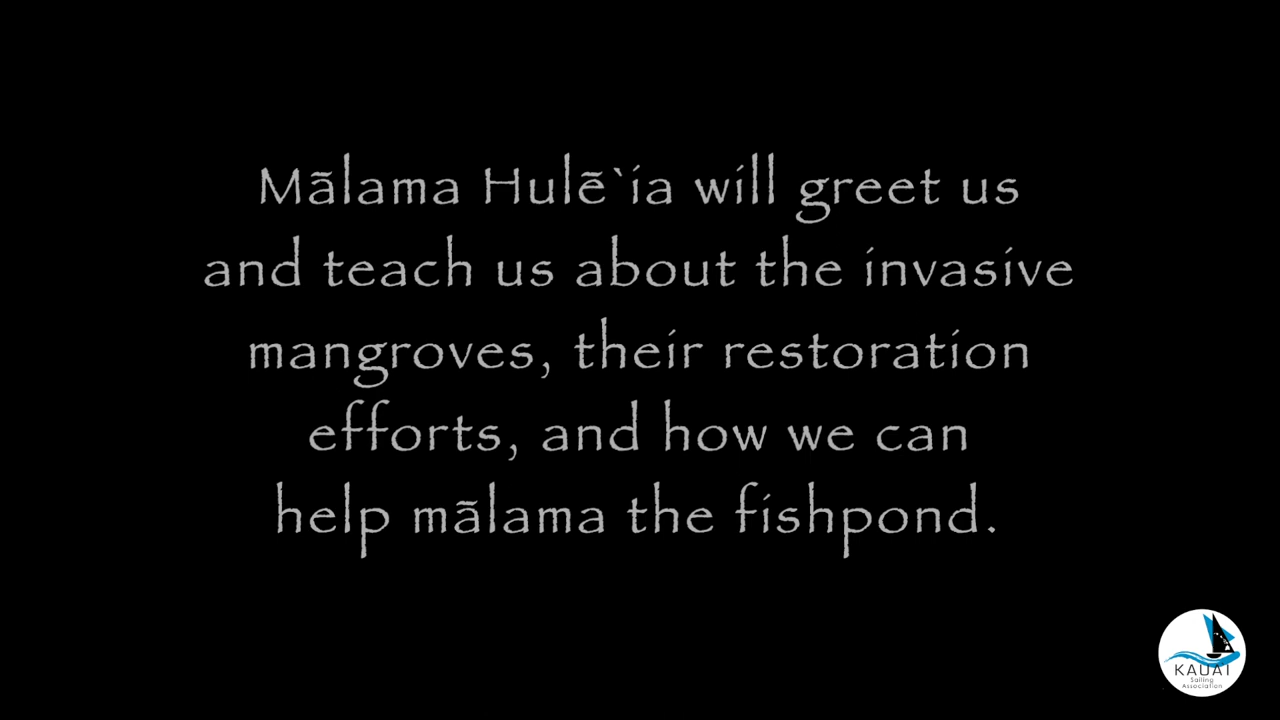 Mālama Hulē`ia will greet us
and teach us about the invasive
mangroves, their restoration
efforts, and how we can
help mālama the fishpond.
KAUAI
Sailing
Association